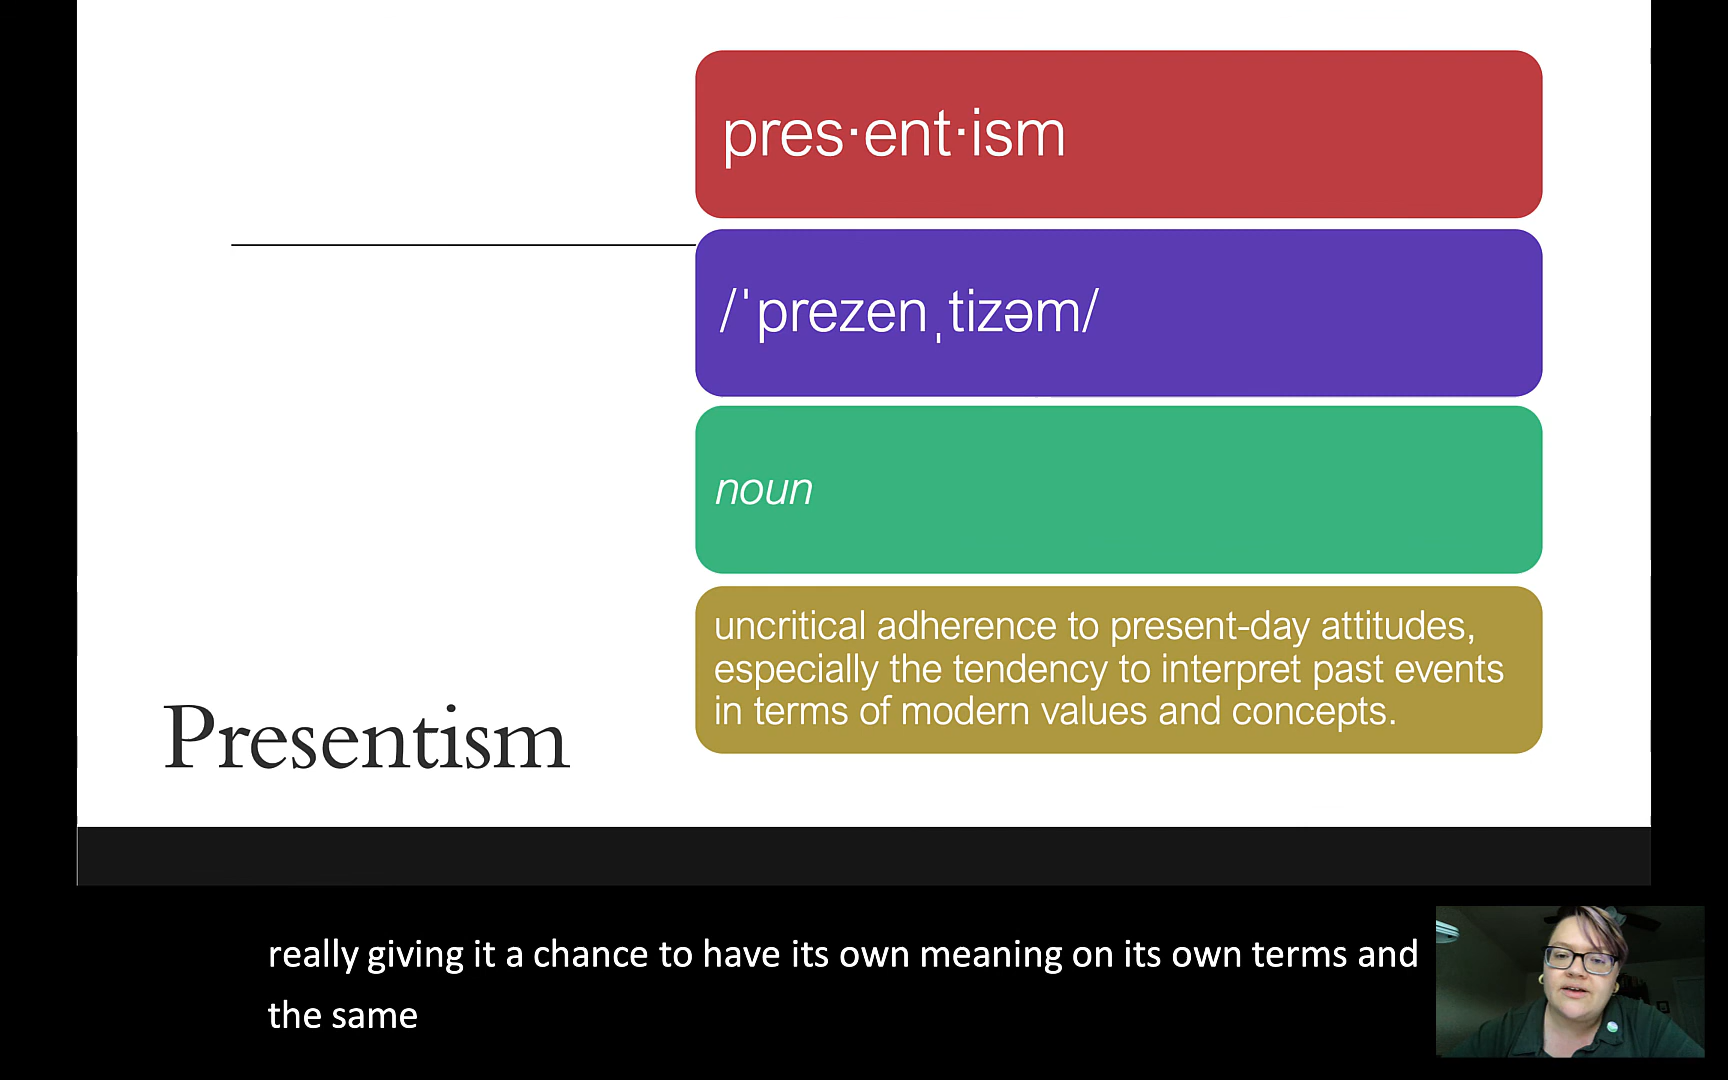 pres·ent·ism
/ˈprezenˌtizəm/
noun
uncritical adherence to present-day attitudes,
especially the tendency to interpret past events
in terms of modern values and concepts.
Presentism
really giving it a chance to have its own meaning on its own terms and
the same